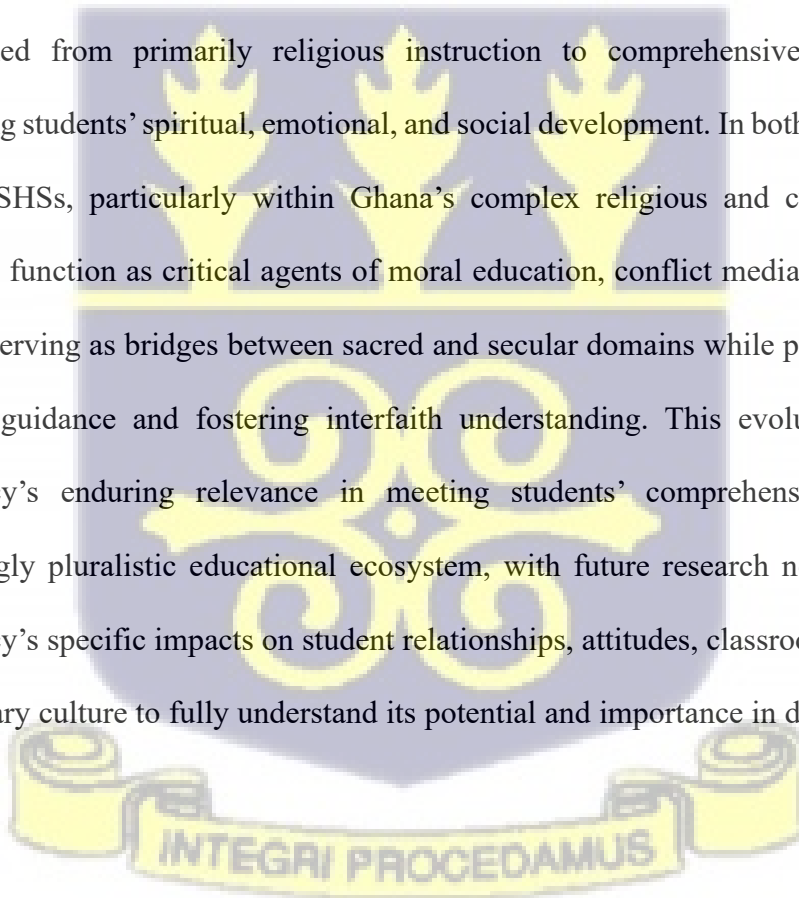 ed from primarily religious instruction to comprehensive
g students’ spiritual, emotional, and social development. In both
SHSs, particularly within Ghana’s complex religious and c
function as critical agents of moral education, conflict media
erving as bridges between sacred and secular domains while p
guidance and fostering interfaith understanding. This evolu
ey’s enduring relevance in meeting students’ comprehens
gly pluralistic educational ecosystem, with future research n
ey’s specific impacts on student relationships, attitudes, classroo
ary culture to fully understand its potential and importance in d
INTEGRI PROCEDAMUS